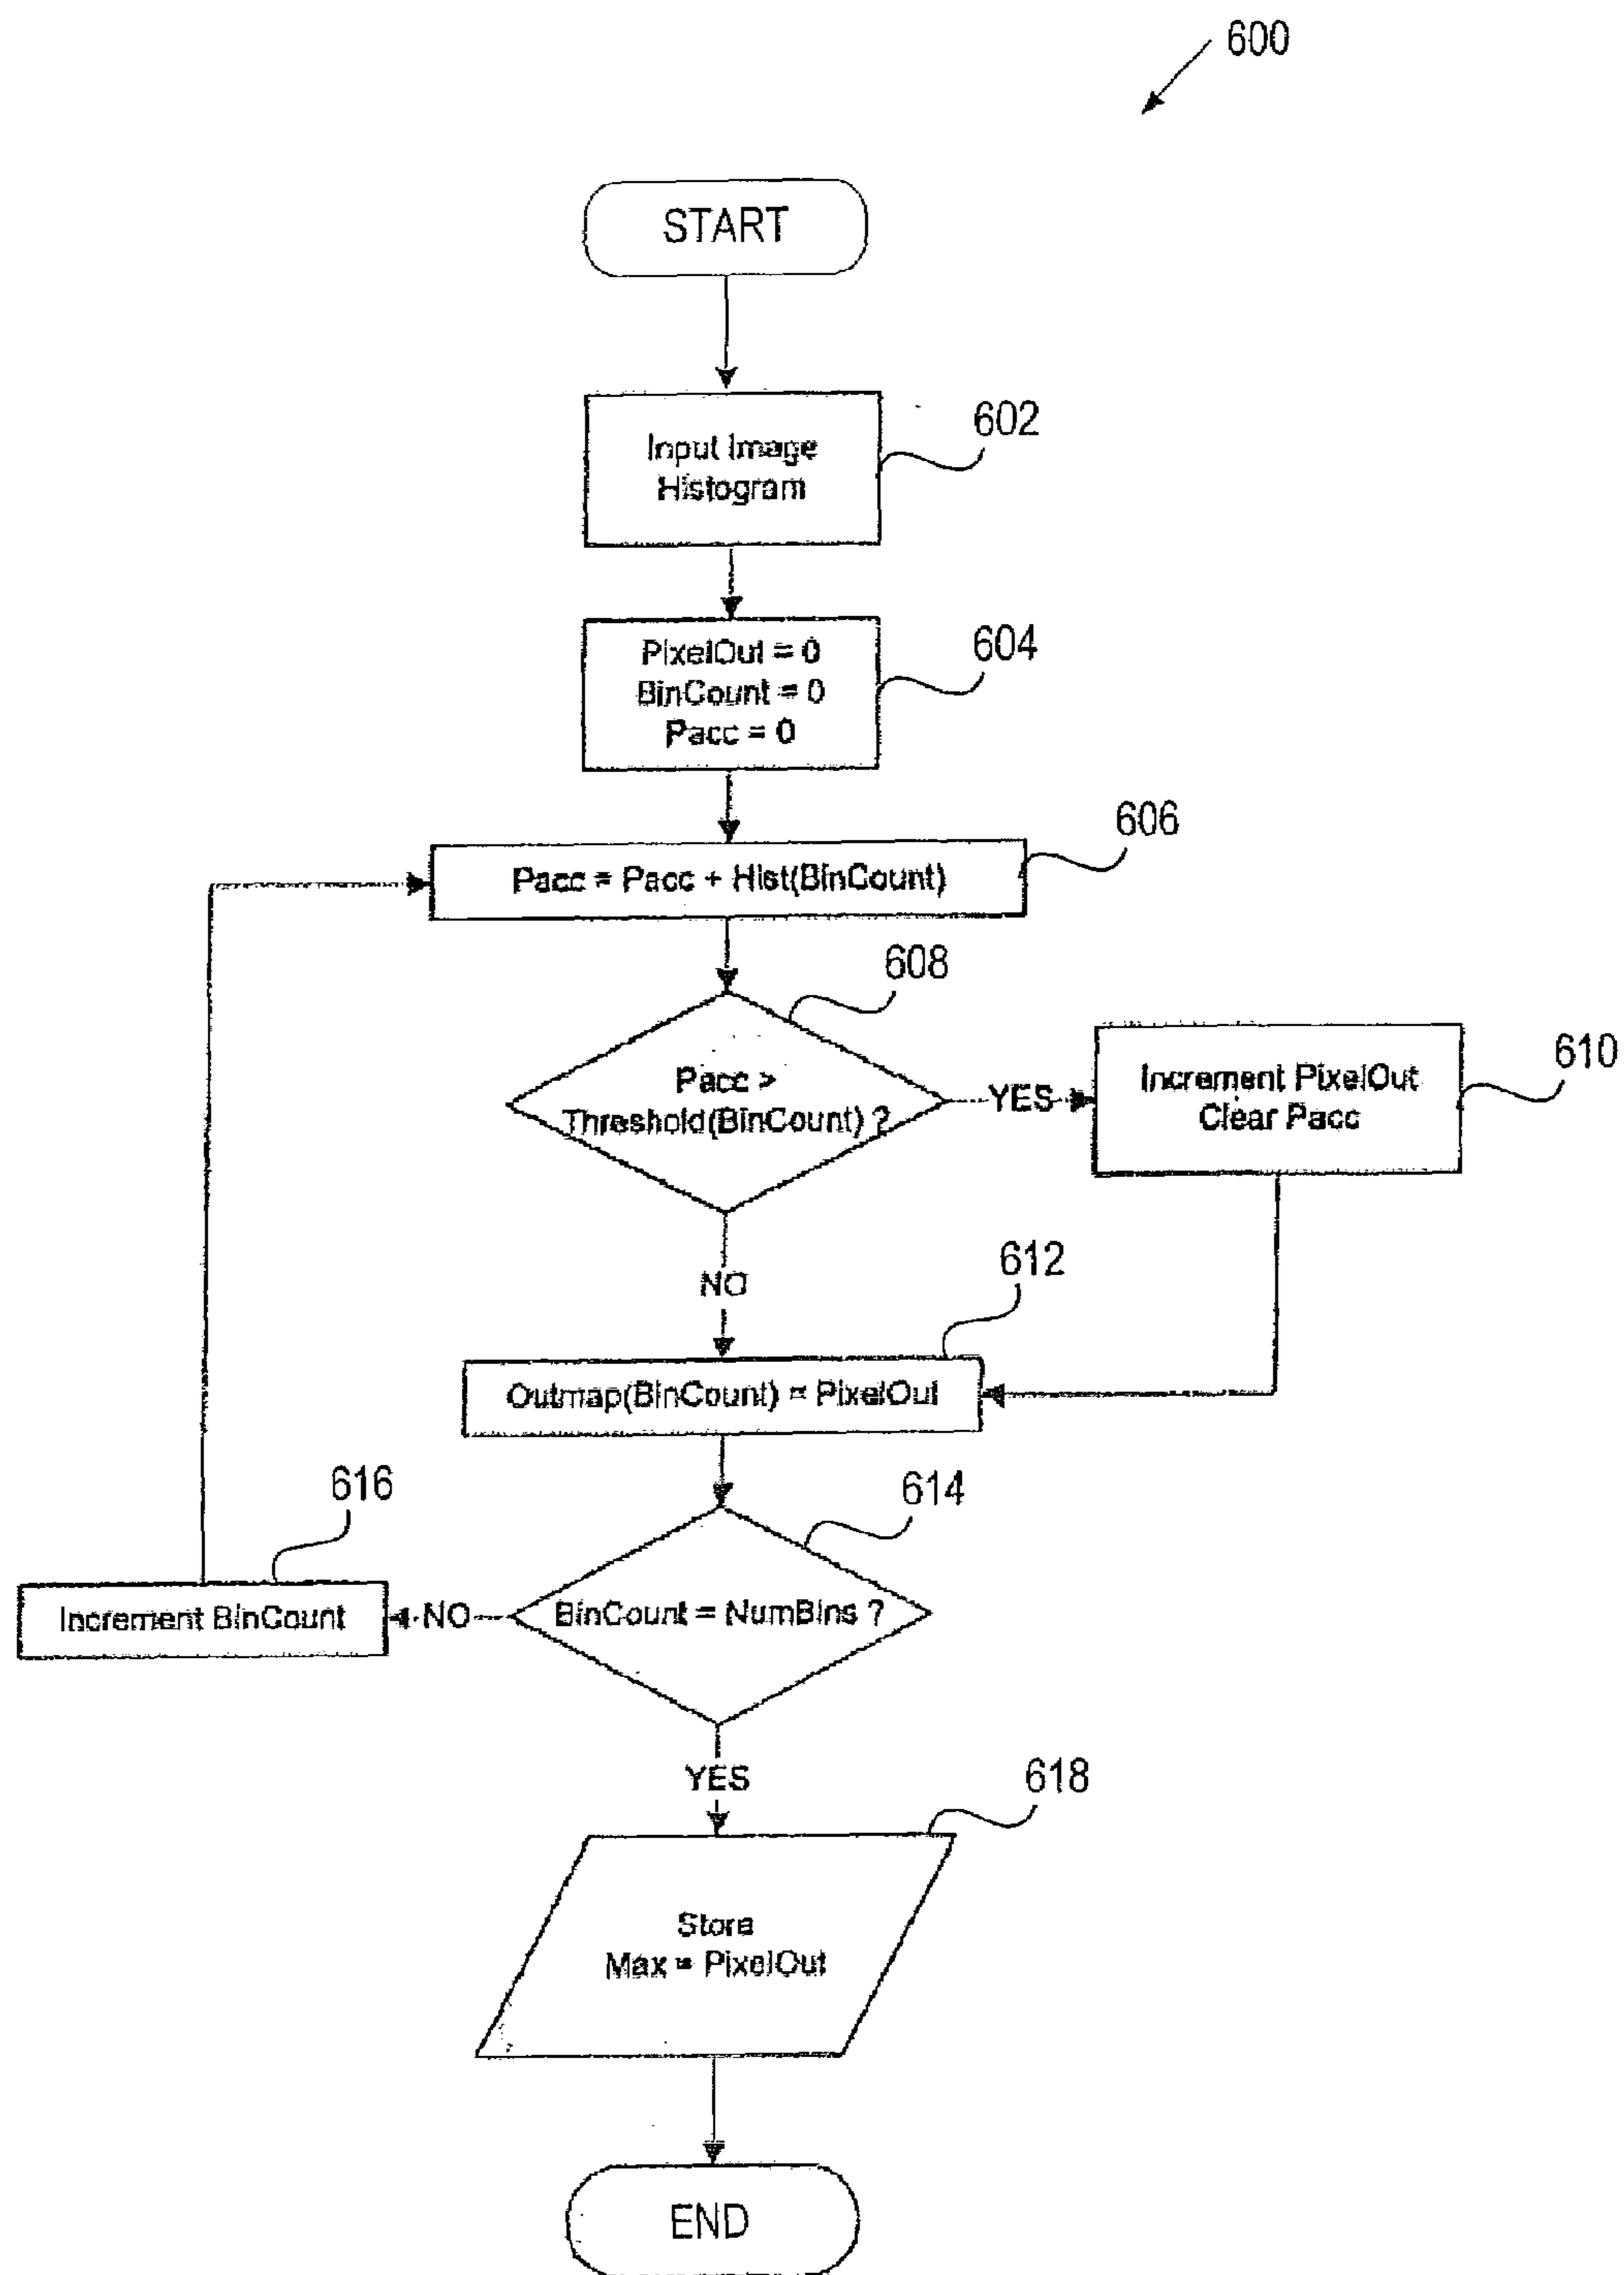 600
START
602
Input Image
Histogram
604
PixelOut = 0
BinCount = 0
Pacc = 0
606
Pacc = Pacc + Hist(BinCount)
608
Pacc >
Threshold(BinCount) ?
YES
610
Increment PixelOut
Clear Pacc
NO
612
Outmap(BinCount) = PixelOut
614
616
Increment BinCount
NO
BinCount = NumBins ?
YES
618
Store
Max = PixelOut
END